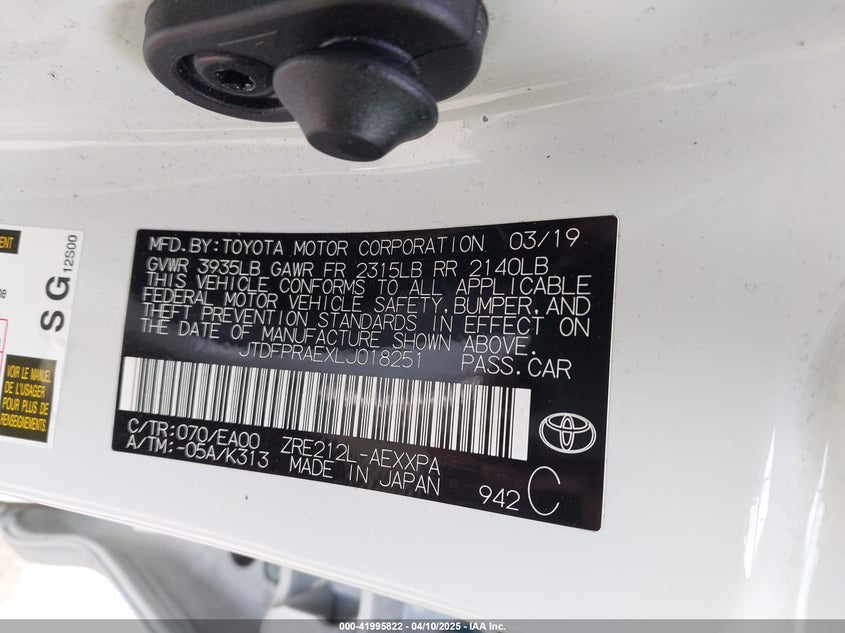 MFD. BY: TOYOTA MOTOR CORPORATION 03/19
GVWR 3935LB GAWR FR 2315LB RR 2140LB
THIS VEHICLE CONFORMS TO ALL APPLICABLE
FEDERAL MOTOR VEHICLE SAFETY, BUMPER, AND
THEFT PREVENTION STANDARDS IN EFFECT ON
THE DATE OF MANUFACTURE SHOWN ABOVE.
JTDFPRAEXLJ018251 PASS. CAR
C/TR: 070/EA00 ZRE212L-AEXXPA
A/TM: -05A/K313 MADE IN JAPAN
942 C
SG 12S00
VOIR LE MANUEL
DE L'USAGER
POUR PLUS DE
RENSEIGNEMENTS.
000-41995822 - 04/10/2025 - IAA Inc.